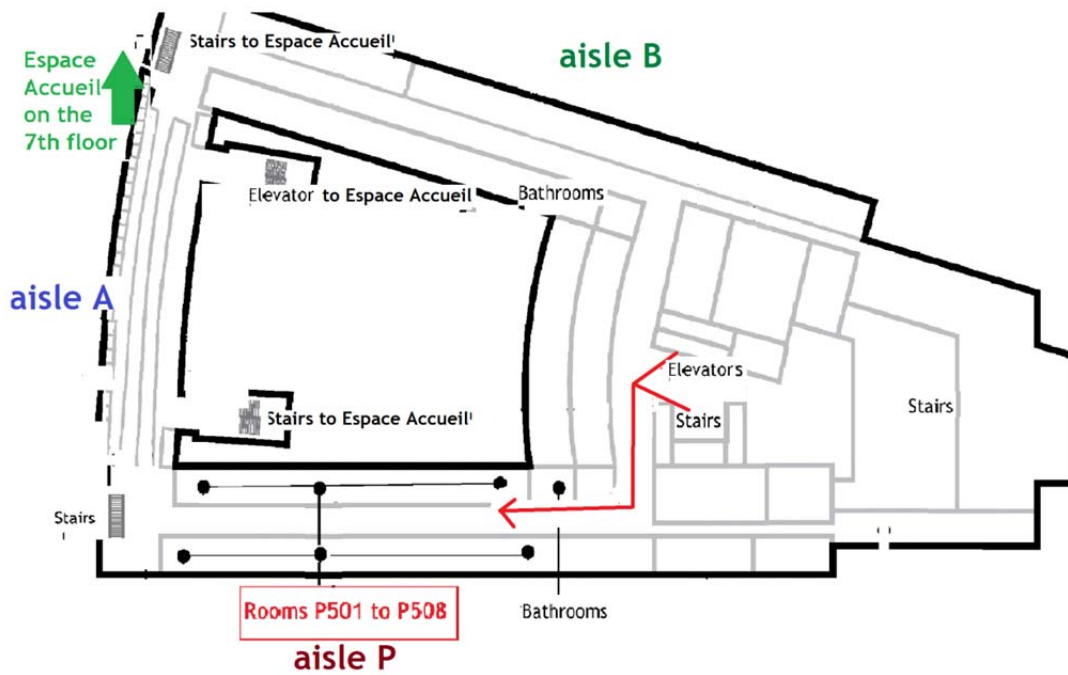 Stairs to Espace Accueil
aisle B
Espace
Accueil
on the
7th floor
Elevator to Espace Accueil
Bathrooms
aisle A
Elevators
Stairs to Espace Accueil
Stairs
Stairs
Stairs
Rooms P501 to P508
Bathrooms
aisle P